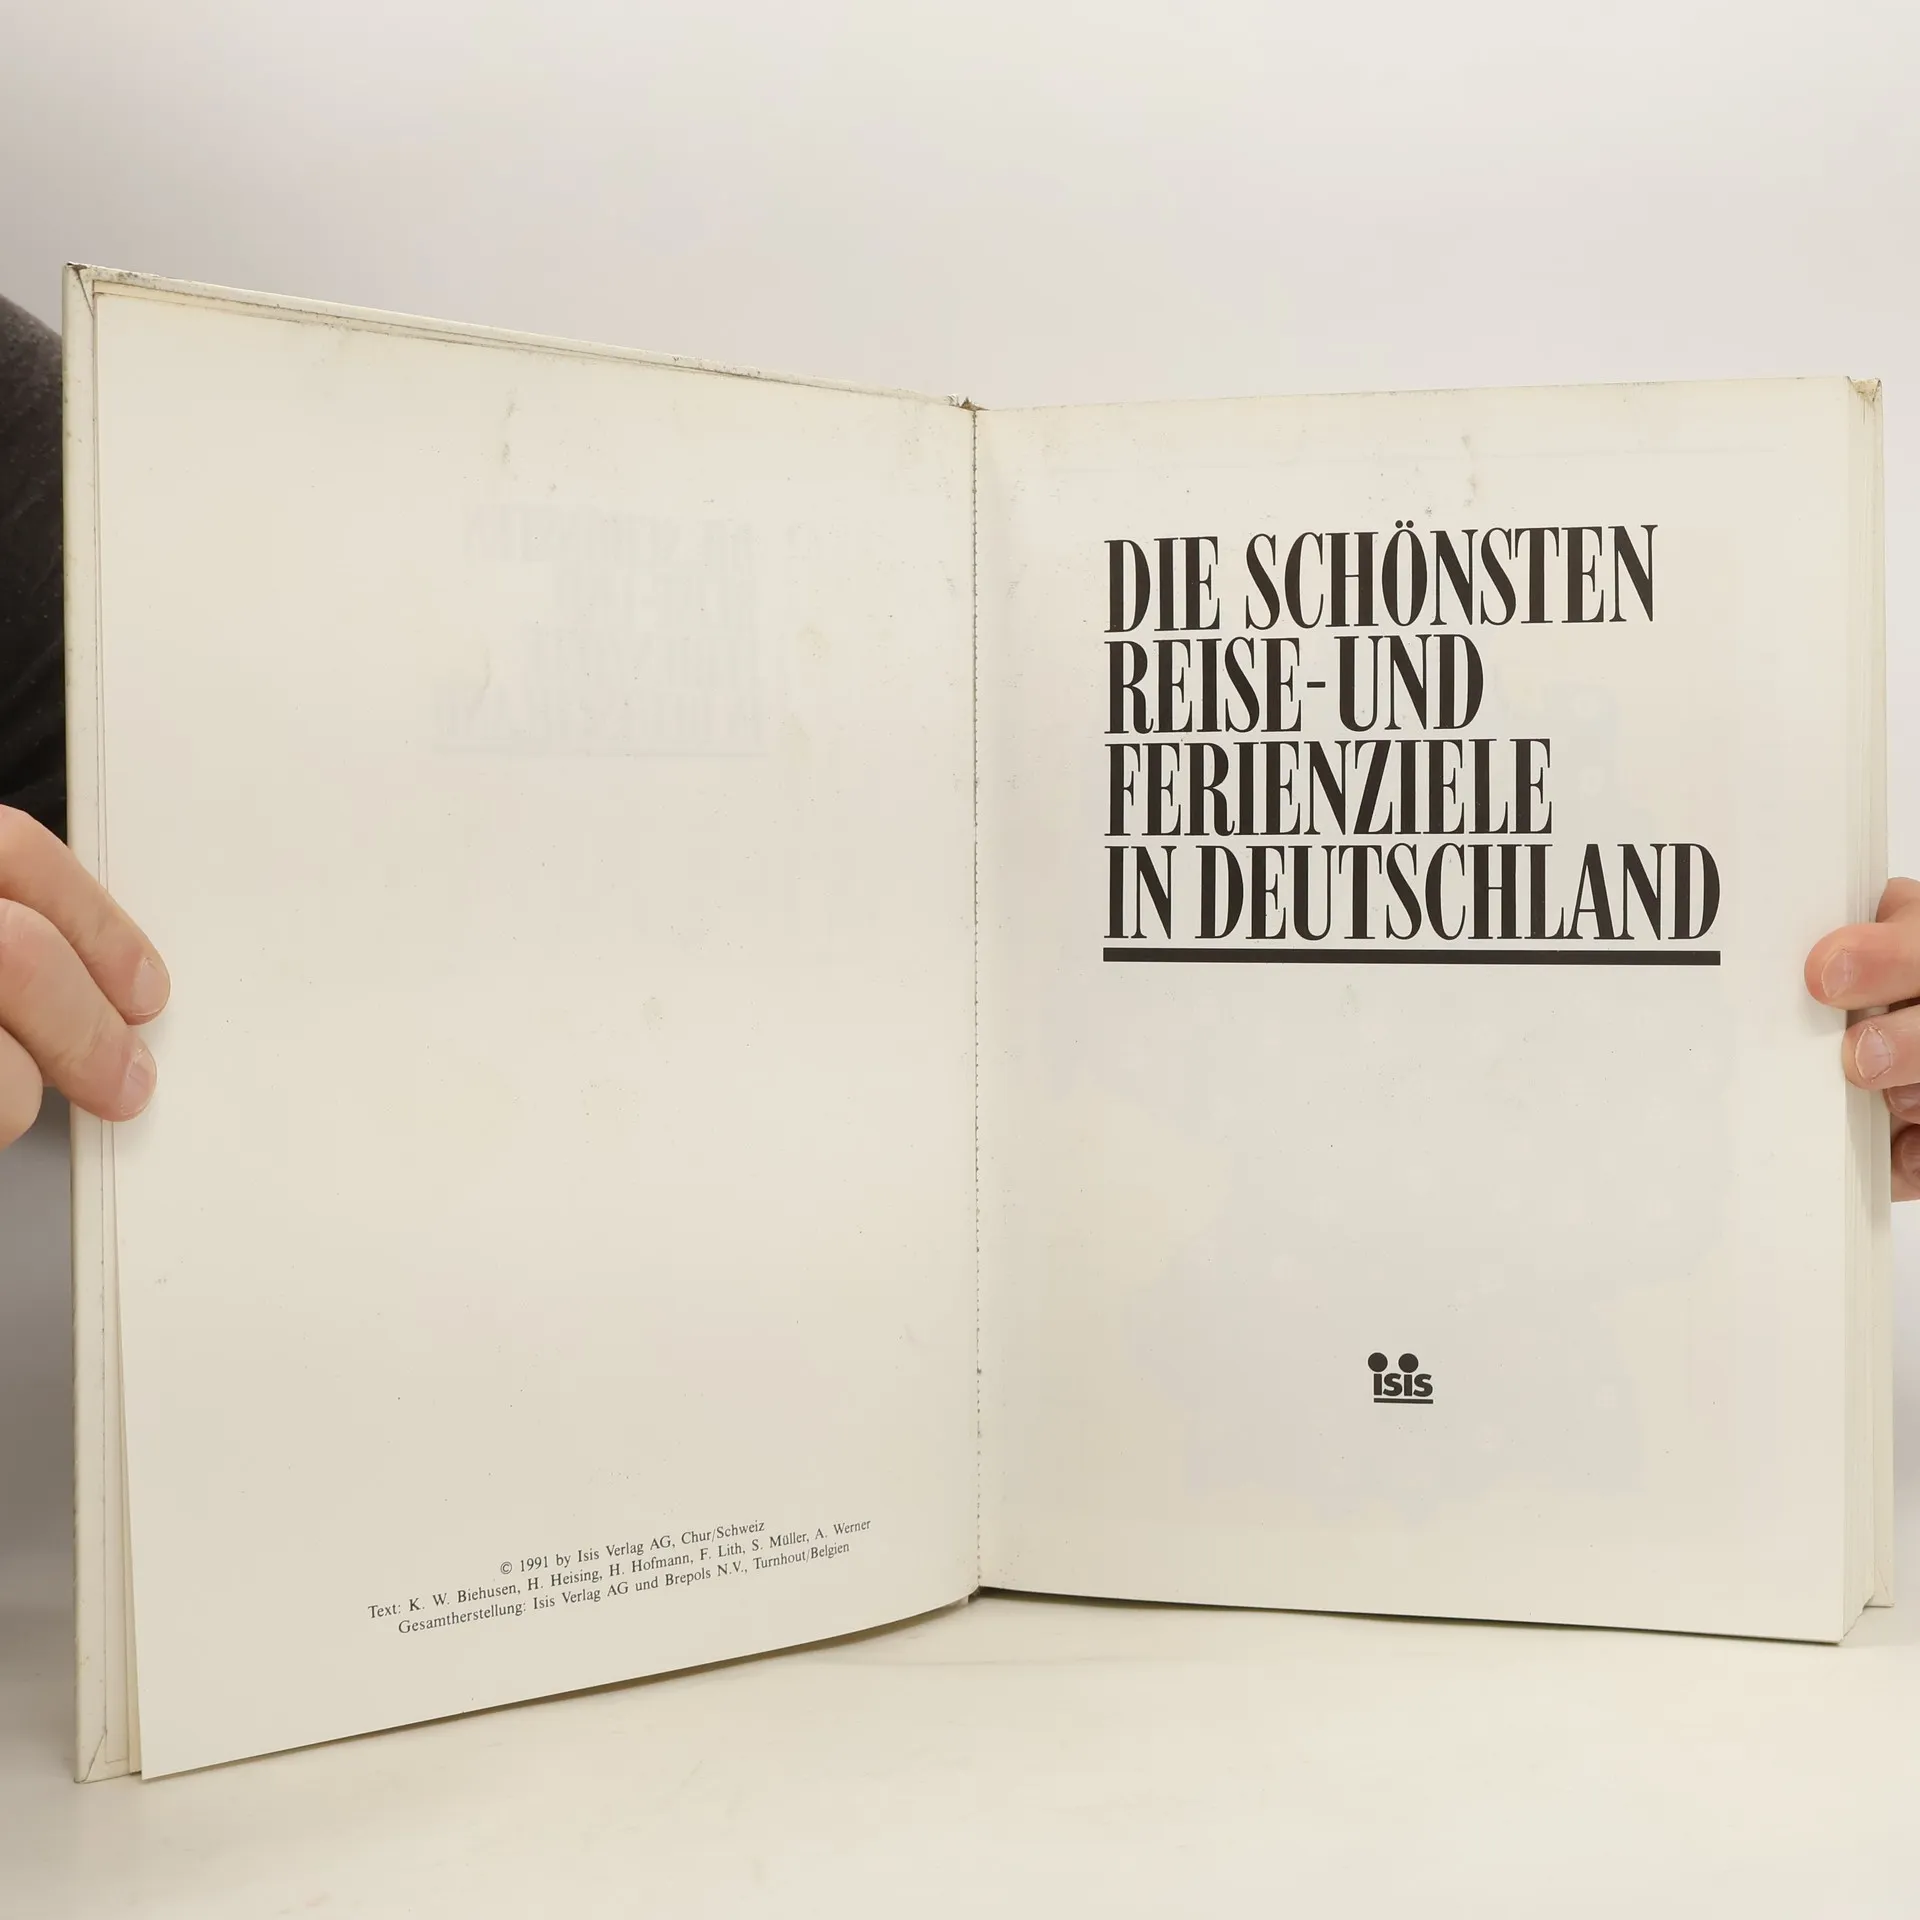 © 1991 by Isis Verlag AG, Chur/Schweiz
Text: K. W. Biehusen, H. Heising, H. Hofmann, F. Lith, S. Müller, A. Werner
Gesamtherstellung: Isis Verlag AG und Brepols N.V., Turnhout/Belgien
DIE SCHÖNSTEN
REISE-UND
FERIENZIELE
IN DEUTSCHLAND
isis